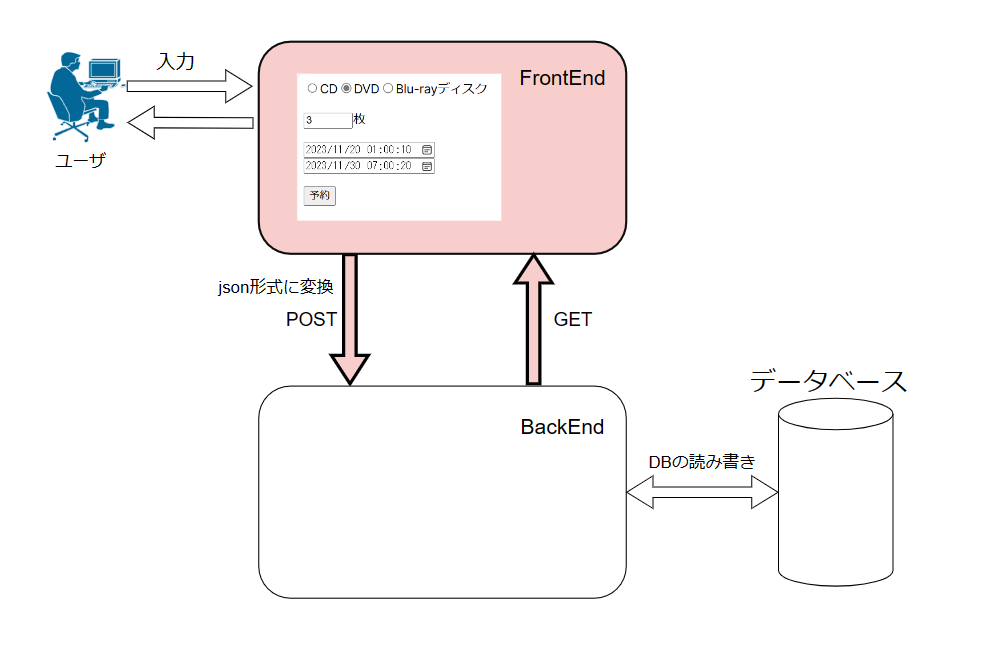 入力
ユーザ
FrontEnd
CD DVD Blu-rayディスク
3 枚
2023/11/20 01:00:10
2023/11/30 07:00:20
予約
json形式に変換
POST
GET
BackEnd
データベース
DBの読み書き